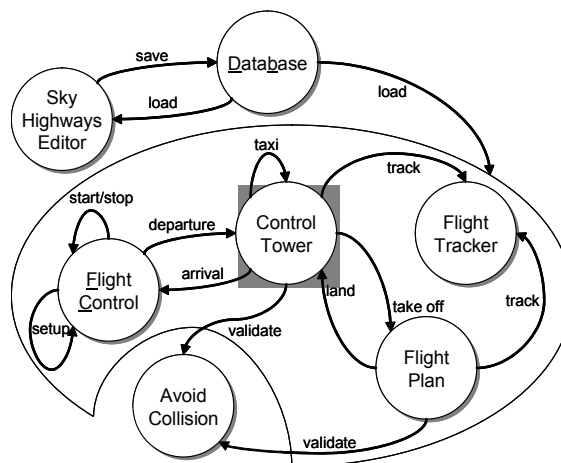 save
Database
load
load
Sky
Highways
Editor
taxi
track
start/stop
departure
Control
Tower
Flight
Tracker
Flight
Control
arrival
setup
land
take off
track
validate
Flight
Plan
Avoid
Collision
validate